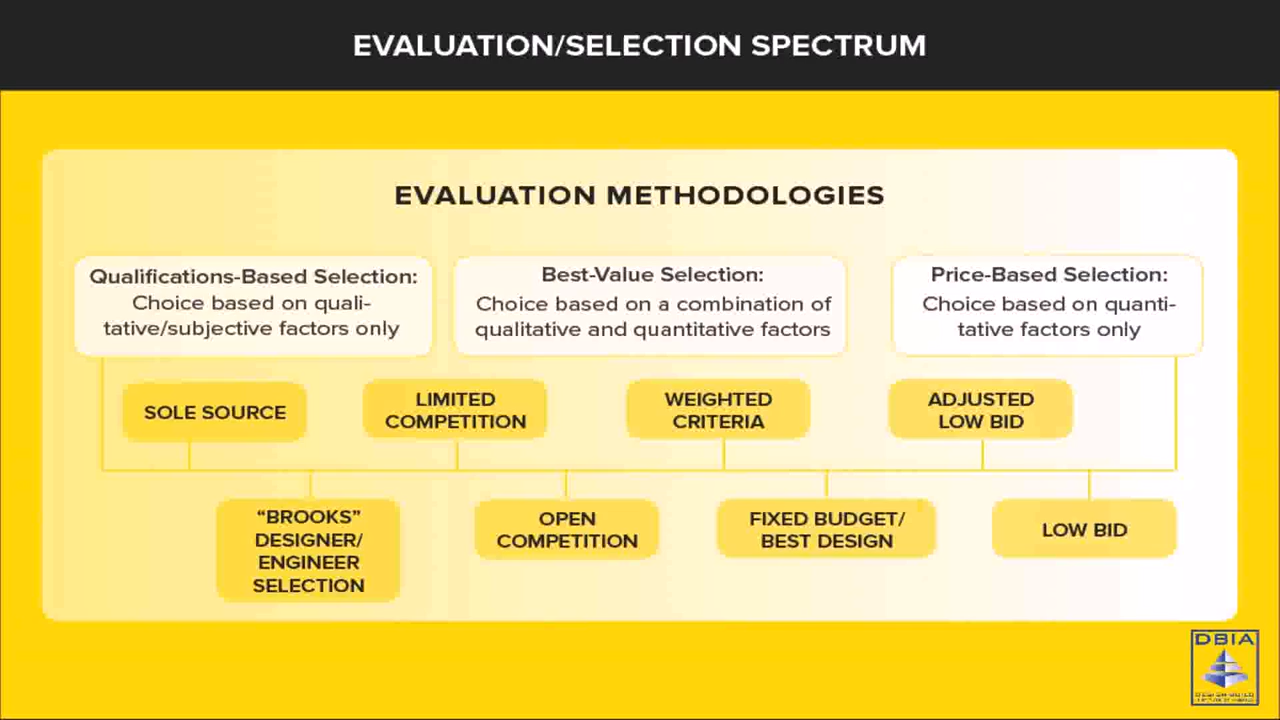 EVALUATION/SELECTION SPECTRUM
EVALUATION METHODOLOGIES
Qualifications-Based Selection:
Choice based on quali-
tative/subjective factors only
Best-Value Selection:
Choice based on a combination of
qualitative and quantitative factors
Price-Based Selection:
Choice based on quanti-
tative factors only
SOLE SOURCE
LIMITED
COMPETITION
WEIGHTED
CRITERIA
ADJUSTED
LOW BID
“BROOKS”
DESIGNER/
ENGINEER
SELECTION
OPEN
COMPETITION
FIXED BUDGET/
BEST DESIGN
LOW BID
DBIA